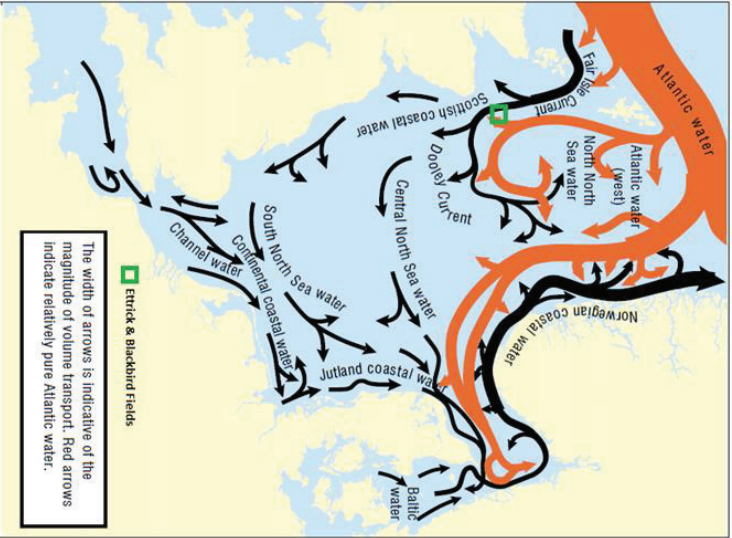 Atlantic water
Fair Isle Current
Scottish coastal water
Atlantic water
(west)
North North
Sea water
Dooley Current
Central North Sea water
South North Sea water
Norwegian coastal water
Channel water
Continental coastal water
Jutland coastal water
Baltic
water
Ettrick & Blackbird Fields
The width of arrows is indicative of the
magnitude of volume transport. Red arrows
indicate relatively pure Atlantic water.